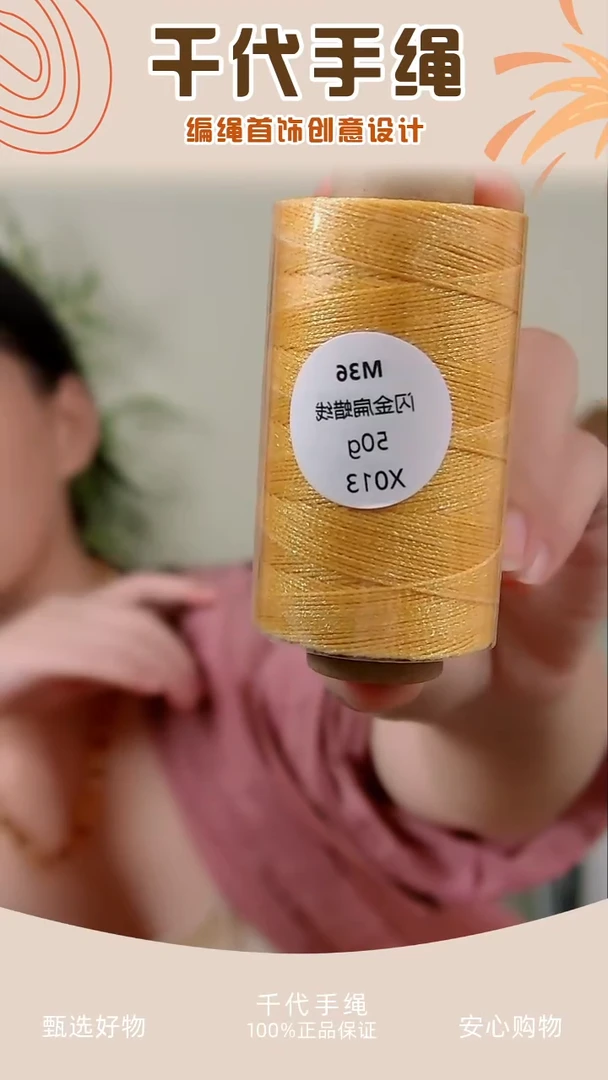 千代手绳
编绳首饰创意设计
M36
闪金扁蜡线
50g
X013
千代手绳
甄选好物
100%正品保证
安心购物